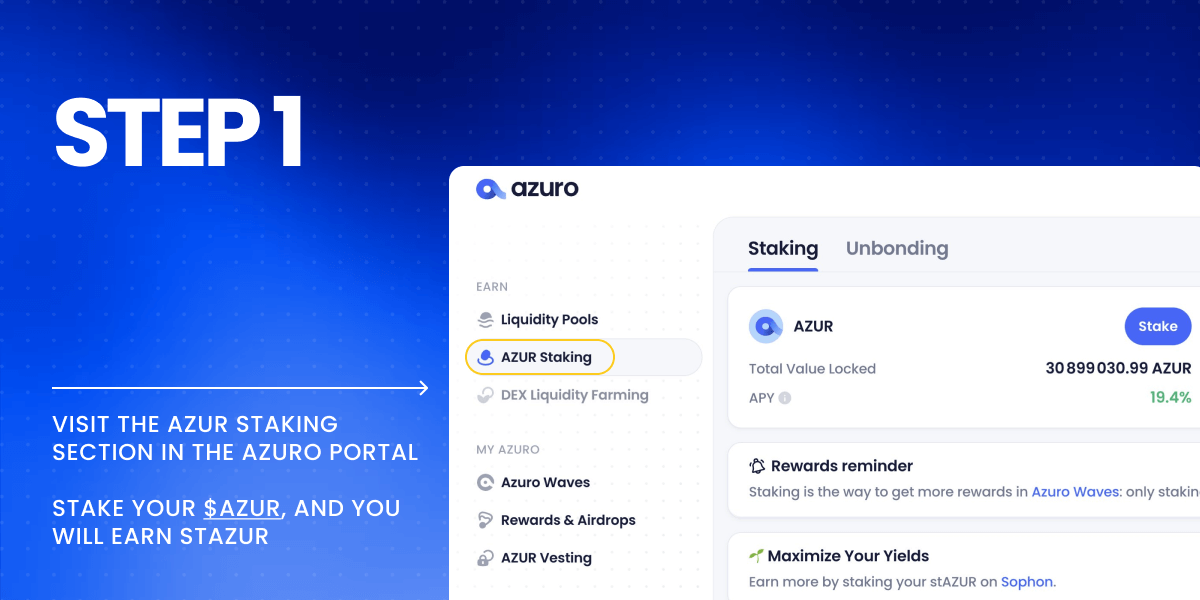 STEP 1
VISIT THE AZUR STAKING
SECTION IN THE AZURO PORTAL
STAKE YOUR $AZUR, AND YOU
WILL EARN STAZUR
azuro
EARN
Liquidity Pools
AZUR Staking
DEX Liquidity Farming
MY AZURO
Azuro Waves
Rewards & Airdrops
AZUR Vesting
Staking Unbonding
AZUR Stake
Total Value Locked 30 899 030.99 AZUR
APY 19.4%
Rewards reminder
Staking is the way to get more rewards in Azuro Waves: only stakin
Maximize Your Yields
Earn more by staking your stAZUR on Sophon.